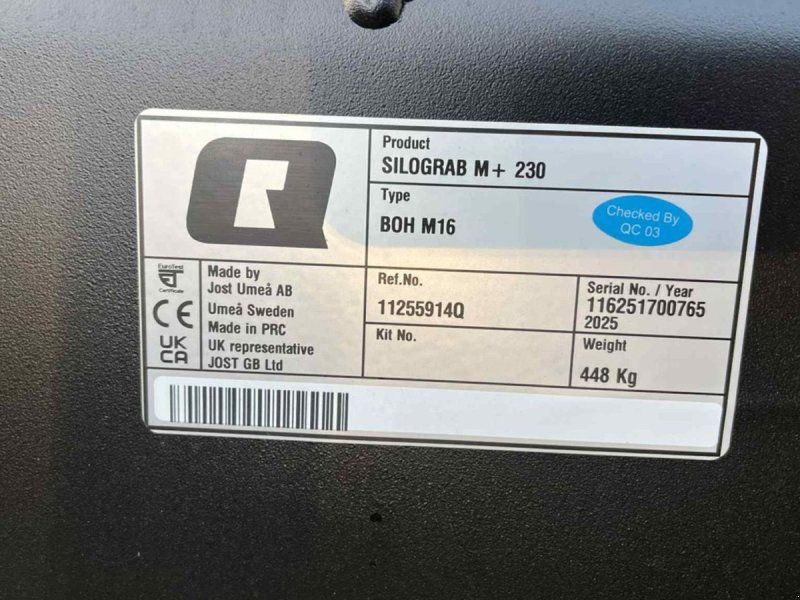 Product
SILOGRAB M+ 230
Type
BOH M16
Checked By
QC 03
EuroTest
Certificate
CE
UK
CA
Made by
Jost Umeå AB
Umeå Sweden
Made in PRC
UK representative
JOST GB Ltd
Ref.No.
11255914Q
Serial No. / Year
116251700765
2025
Kit No.
Weight
448 Kg